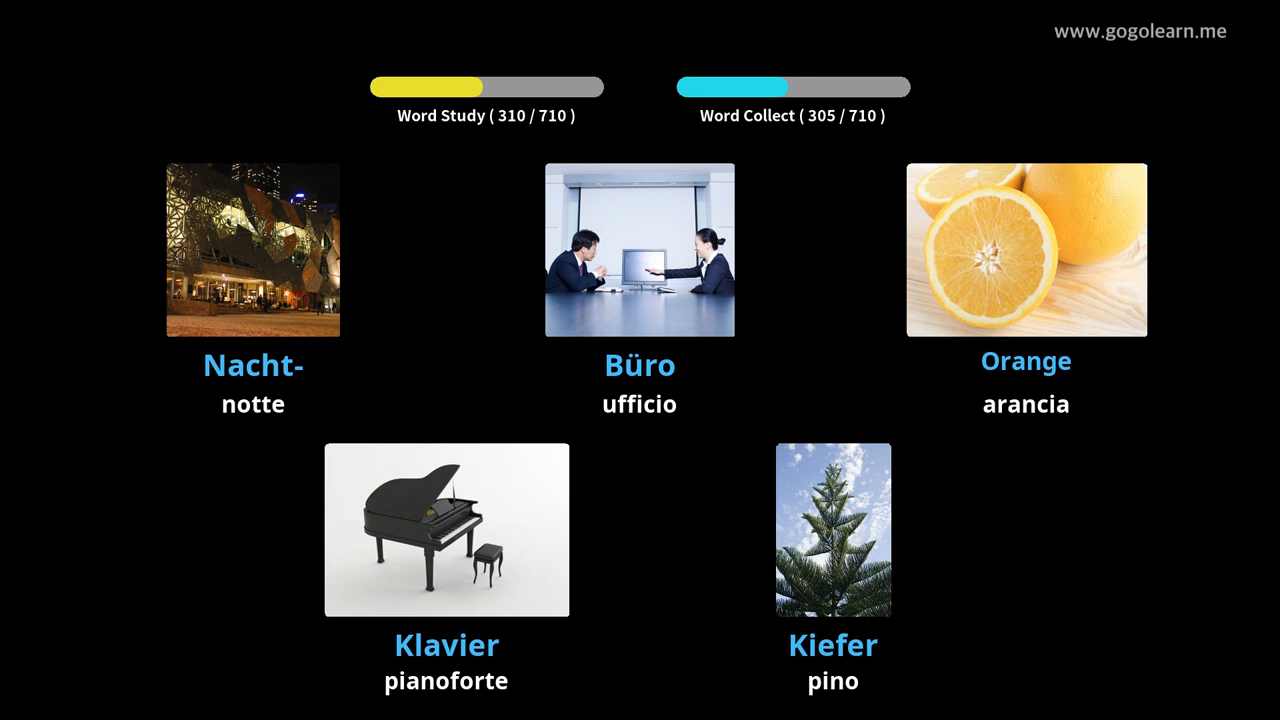 www.gogolearn.me
Word Study ( 310 / 710 )
Word Collect ( 305 / 710 )
Nacht-
Büro
Orange
notte
ufficio
arancia
Klavier
Kiefer
pianoforte
pino